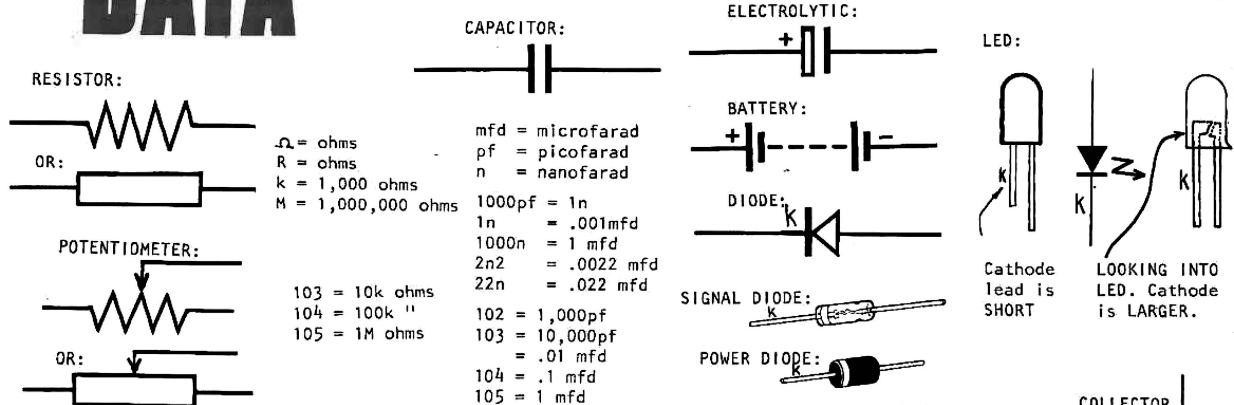 DATA
RESISTOR:
OR:
Ω = ohms
R = ohms
k = 1,000 ohms
M = 1,000,000 ohms
POTENTIOMETER:
OR:
103 = 10k ohms
104 = 100k "
105 = 1M ohms
CAPACITOR:
mfd = microfarad
pf = picofarad
n = nanofarad
1000pf = 1n
1n = .001mfd
1000n = 1 mfd
2n2 = .0022 mfd
22n = .022 mfd
102 = 1,000pf
103 = 10,000pf
= .01 mfd
104 = .1 mfd
105 = 1 mfd
ELECTROLYTIC:
+
BATTERY:
+ -
DIODE:
k
SIGNAL DIODE:
k
POWER DIODE:
k
LED:
k
k
k
Cathode
lead is
SHORT
LOOKING INTO
LED. Cathode
is LARGER.
COLLECTOR